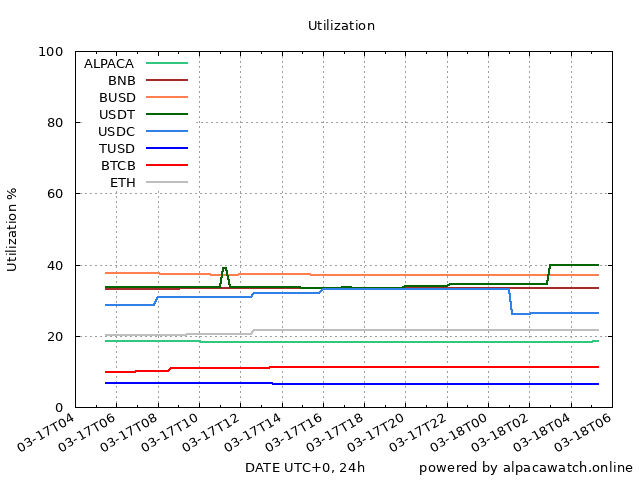 Utilization
100
80
60
40
20
0
Utilization %
ALPACA
BNB
BUSD
USDT
USDC
TUSD
BTCB
ETH
03-17T04
03-17T06
03-17T08
03-17T10
03-17T12
03-17T14
03-17T16
03-17T18
03-17T20
03-17T22
03-18T00
03-18T02
03-18T04
03-18T06
DATE UTC+0, 24h
powered by alpacawatch.online